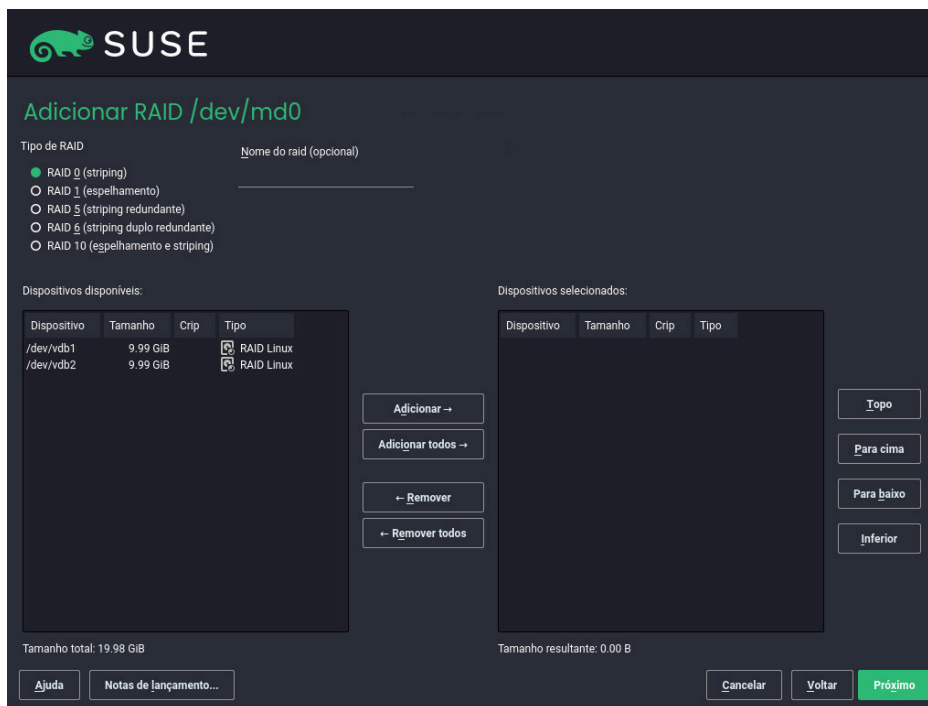 SUSE
Adicionar RAID /dev/md0
Tipo de RAID
Nome do raid (opcional)
RAID 0 (striping)
RAID 1 (espelhamento)
RAID 5 (striping redundante)
RAID 6 (striping duplo redundante)
RAID 10 (espelhamento e striping)
Dispositivos disponíveis:
Dispositivo Tamanho Crip Tipo
/dev/vdb1 9.99 GiB RAID Linux
/dev/vdb2 9.99 GiB RAID Linux
Tamanho total: 19.98 GiB
Adicionar →
Adicionar todos →
← Remover
← Remover todos
Dispositivos selecionados:
Dispositivo Tamanho Crip Tipo
Tamanho resultante: 0.00 B
Topo
Para cima
Para baixo
Inferior
Ajuda Notas de lançamento... Cancelar Voltar Próximo